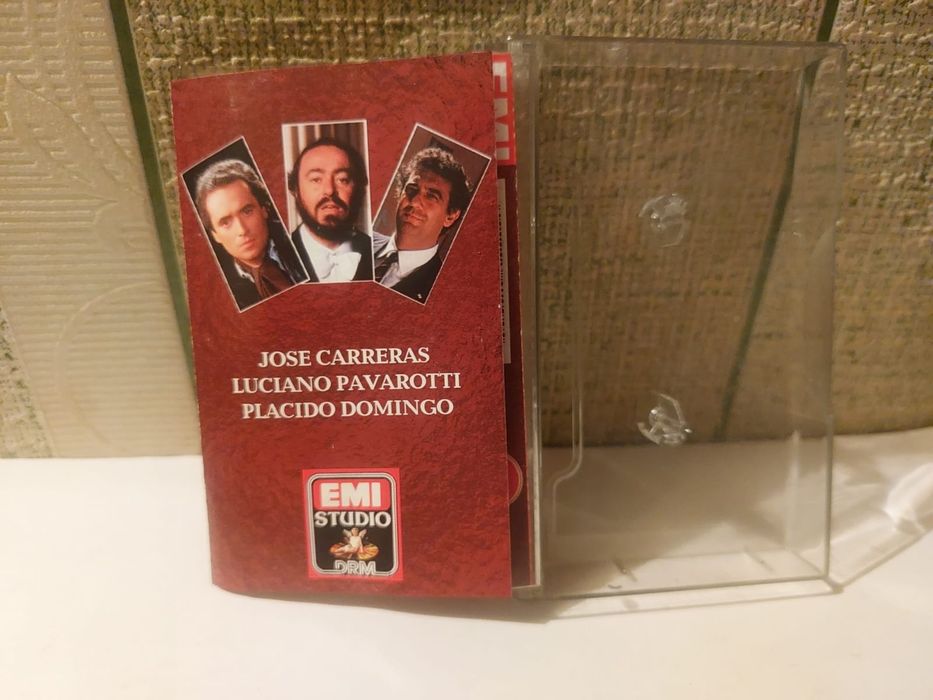 JOSE CARRERAS
LUCIANO PAVAROTTI
PLACIDO DOMINGO
EMI
STUDIO
DRM
EMI